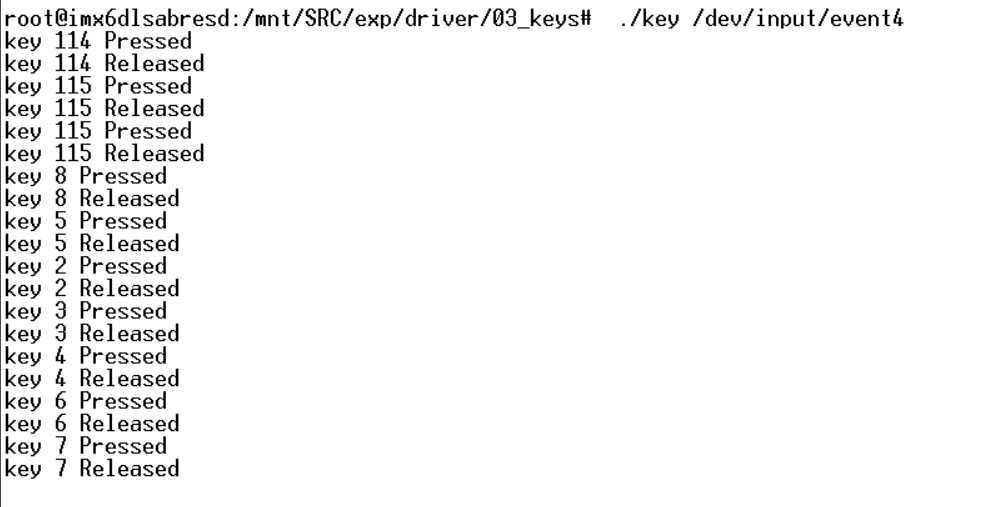 root@imx6dlsabresd:/mnt/SRC/exp/driver/03_keys#  ./key /dev/input/event4
key 114 Pressed
key 114 Released
key 115 Pressed
key 115 Released
key 115 Pressed
key 115 Released
key 8 Pressed
key 8 Released
key 5 Pressed
key 5 Released
key 2 Pressed
key 2 Released
key 3 Pressed
key 3 Released
key 4 Pressed
key 4 Released
key 6 Pressed
key 6 Released
key 7 Pressed
key 7 Released